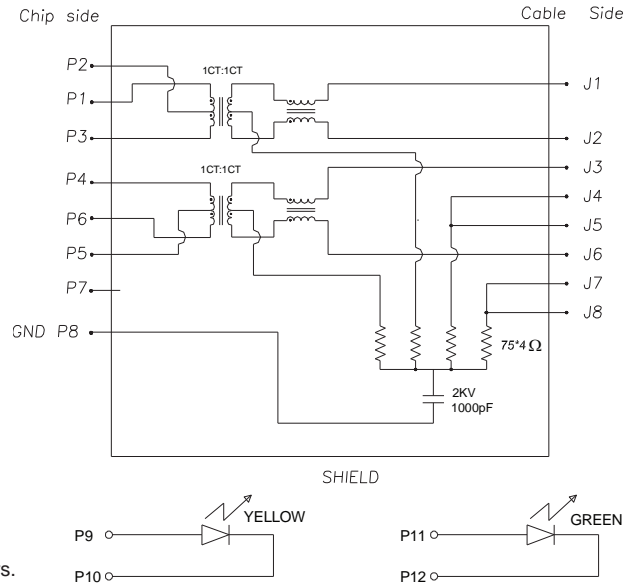 Chip side
Cable Side
P2
1CT:1CT
P1
J1
P3
J2
J3
1CT:1CT
P4
J4
P6
J5
P5
J6
P7
J7
GND P8
J8
75*4 Ω
2KV
1000pF
SHIELD
YELLOW
GREEN
P9
P11
s.
P10
P12